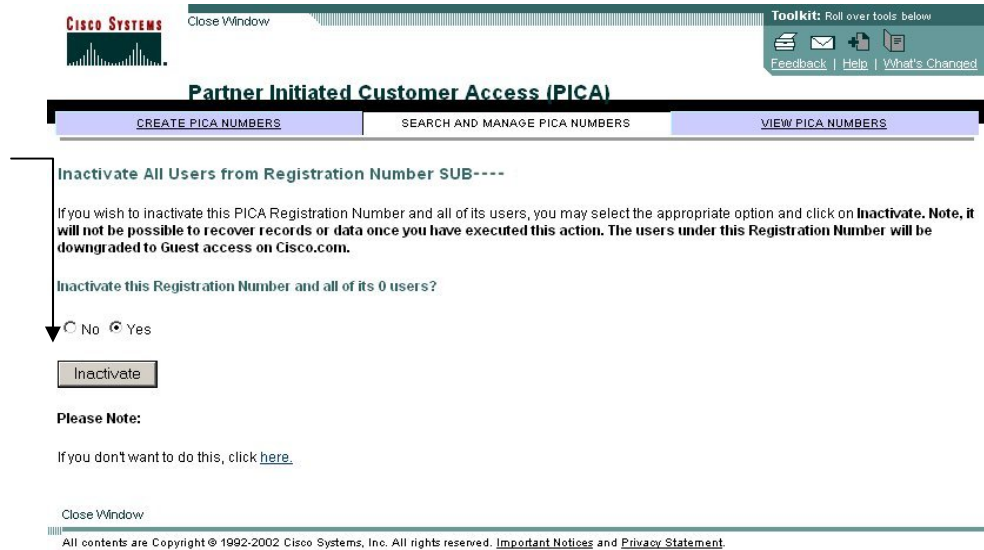 CISCO SYSTEMS
Close Window
Toolkit: Roll over tools below
Feedback | Help | What's Changed
Partner Initiated Customer Access (PICA)
CREATE PICA NUMBERS
SEARCH AND MANAGE PICA NUMBERS
VIEW PICA NUMBERS
Inactivate All Users from Registration Number SUB----
If you wish to inactivate this PICA Registration Number and all of its users, you may select the appropriate option and click on Inactivate. Note, it
will not be possible to recover records or data once you have executed this action. The users under this Registration Number will be
downgraded to Guest access on Cisco.com.
Inactivate this Registration Number and all of its 0 users?
No Yes
Inactivate
Please Note:
If you don't want to do this, click here.
Close Window
All contents are Copyright © 1992-2002 Cisco Systems, Inc. All rights reserved. Important Notices and Privacy Statement.